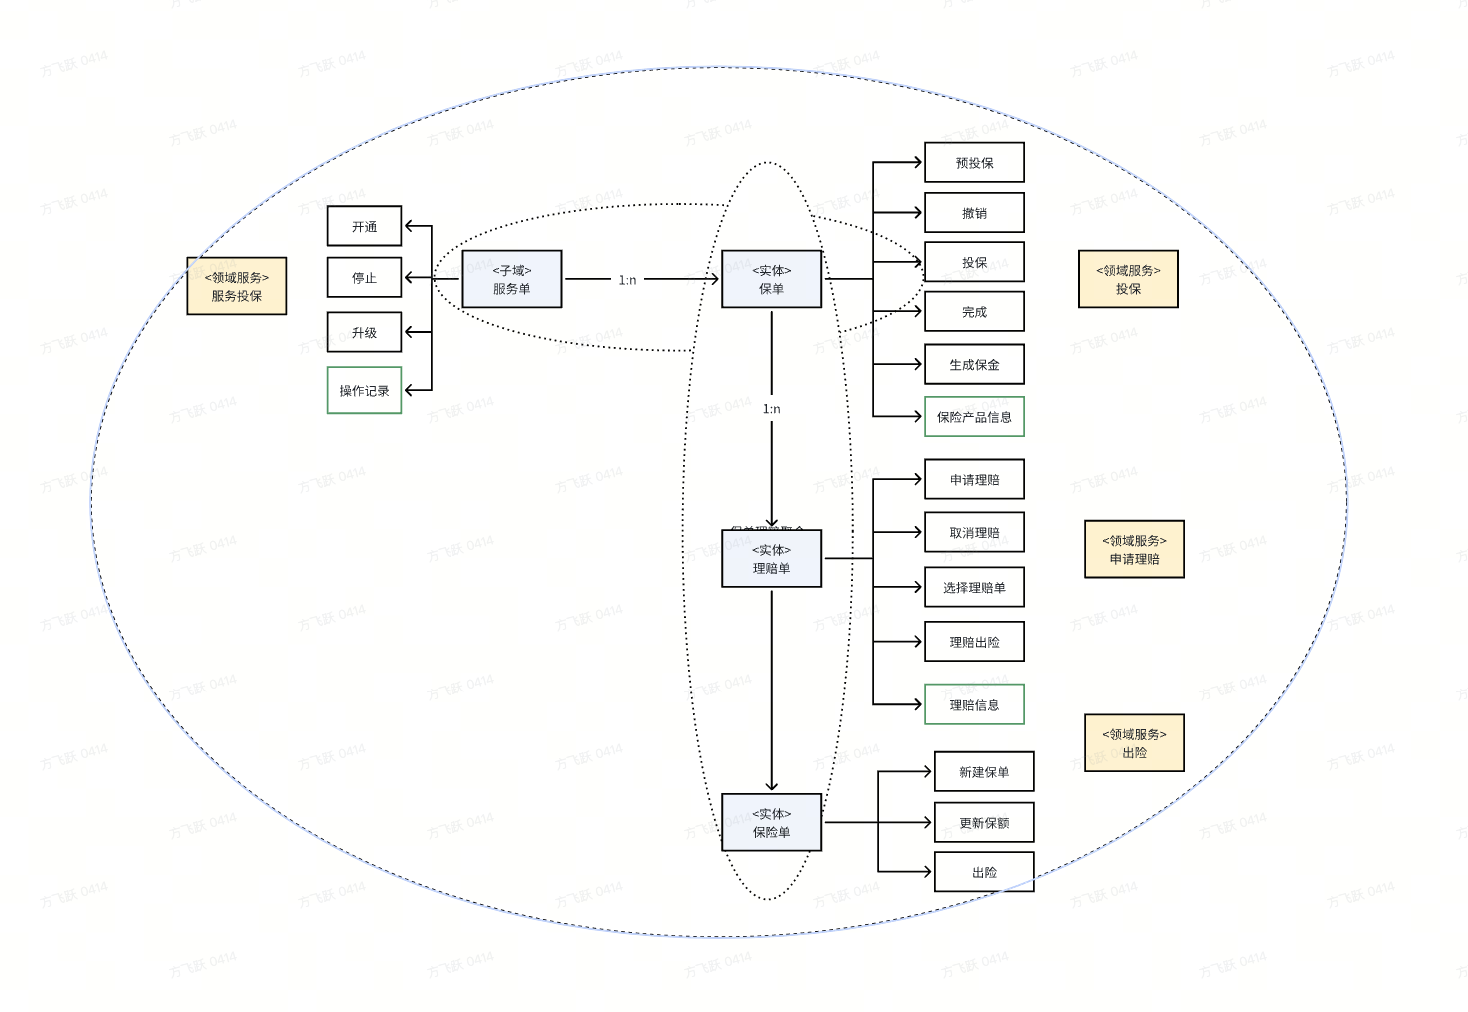 开通
停止
升级
操作记录
<领域服务>
服务投保
<子域>
服务单
1:n
<实体>
保单
预投保
撤销
投保
完成
生成保金
保险产品信息
<领域服务>
投保
1:n
<实体>
理赔单
申请理赔
取消理赔
选择理赔单
理赔出险
理赔信息
<领域服务>
申请理赔
<领域服务>
出险
<实体>
保险单
新建保单
更新保额
出险
方飞跃 0414